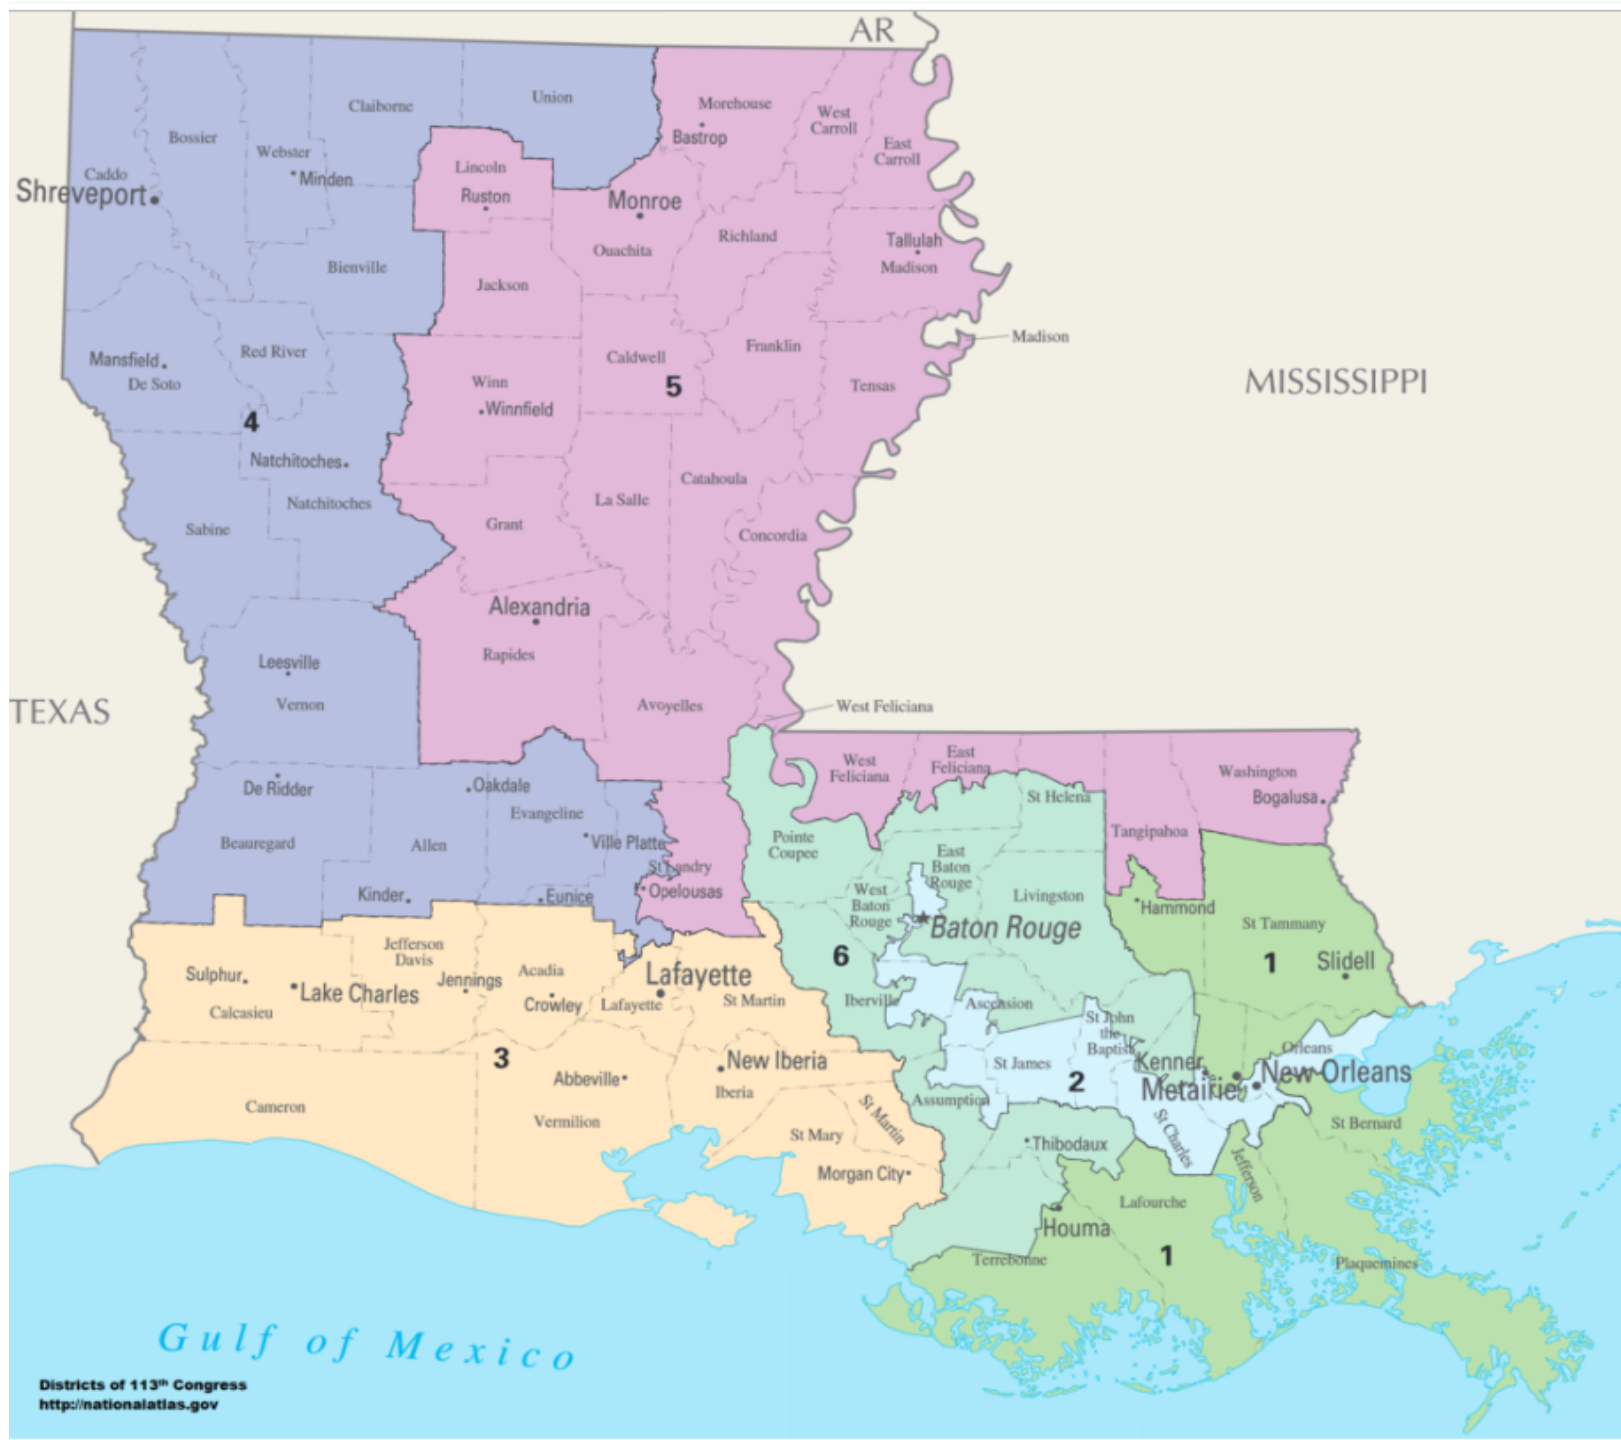 AR
Claiborne
Union
Morehouse
Bastrop
West
Carroll
East
Carroll
Bossier
Webster
Minden
Caddo
Shreveport
Lincoln
Ruston
Monroe
Ouachita
Richland
Tallulah
Madison
Bienville
Jackson
Madison
Mansfield
De Soto
Red River
Winn
Winnfield
Caldwell
5
Franklin
Tensas
MISSISSIPPI
4
Natchitoches
Natchitoches
Sabine
Grant
La Salle
Catahoula
Concordia
Alexandria
Rapides
Avoyelles
Leesville
Vernon
TEXAS
West Feliciana
West
Feliciana
East
Feliciana
St Helena
Washington
Bogalusa
Tangipahoa
De Ridder
Beauregard
Oakdale
Allen
Evangeline
Ville Platte
St Landry
Opelousas
Kinder
Eunice
Pointe
Coupee
East
Baton
Rouge
West
Baton
Rouge
Livingston
Baton Rouge
Hammond
St Tammany
1
Slidell
6
Sulphur
Lake Charles
Calcasieu
Jefferson
Davis
Jennings
Acadia
Crowley
Lafayette
Lafayette
St Martin
Iberville
Ascension
St John
the
Baptist
St James
2
Kenner
Metairie
Orleans
New Orleans
3
Abbeville
New Iberia
Iberia
Cameron
Vermilion
St Mary
St Martin
Morgan City
Assumption
Thibodaux
St Charles
Jefferson
St Bernard
Lafourche
Houma
Terrebonne
1
Plaquemines
Gulf of Mexico
Districts of 113th Congress
http://nationalatlas.gov